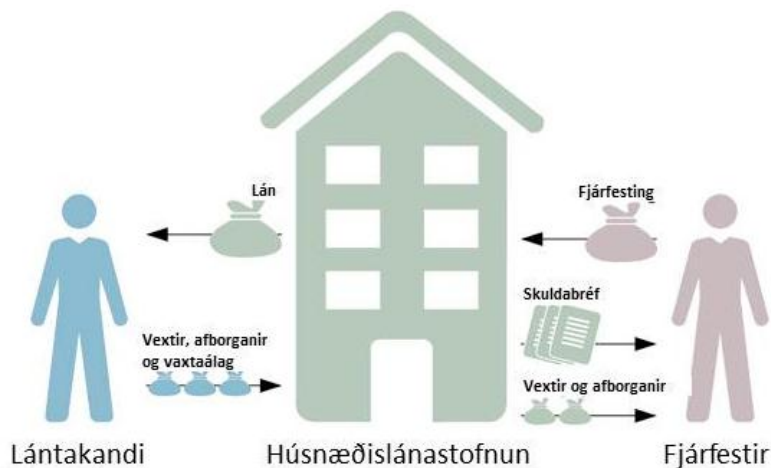 Lán
Fjárfesting
Skuldabréf
Vextir, afborganir
og vaxtaálag
Vextir og afborganir
Lántakandi
Húsnæðislánastofnun
Fjárfestir